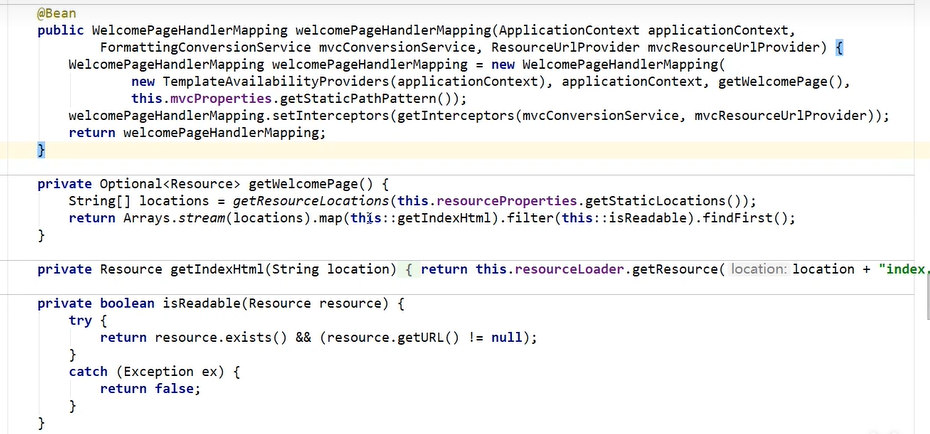 @Bean
public WelcomePageHandlerMapping welcomePageHandlerMapping(ApplicationContext applicationContext,
FormattingConversionService mvcConversionService, ResourceUrlProvider mvcResourceUrlProvider) {
WelcomePageHandlerMapping welcomePageHandlerMapping = new WelcomePageHandlerMapping(
new TemplateAvailabilityProviders(applicationContext), applicationContext, getWelcomePage(),
this.mvcProperties.getStaticPathPattern());
welcomePageHandlerMapping.setInterceptors(getInterceptors(mvcConversionService, mvcResourceUrlProvider));
return welcomePageHandlerMapping;
}
private Optional<Resource> getWelcomePage() {
String[] locations = getResourceLocations(this.resourceProperties.getStaticLocations());
return Arrays.stream(locations).map(this::getIndexHtml).filter(this::isReadable).findFirst();
}
private Resource getIndexHtml(String location) { return this.resourceLoader.getResource( location: location + "index.
private boolean isReadable(Resource resource) {
try {
return resource.exists() && (resource.getURL() != null);
}
catch (Exception ex) {
return false;
}
}